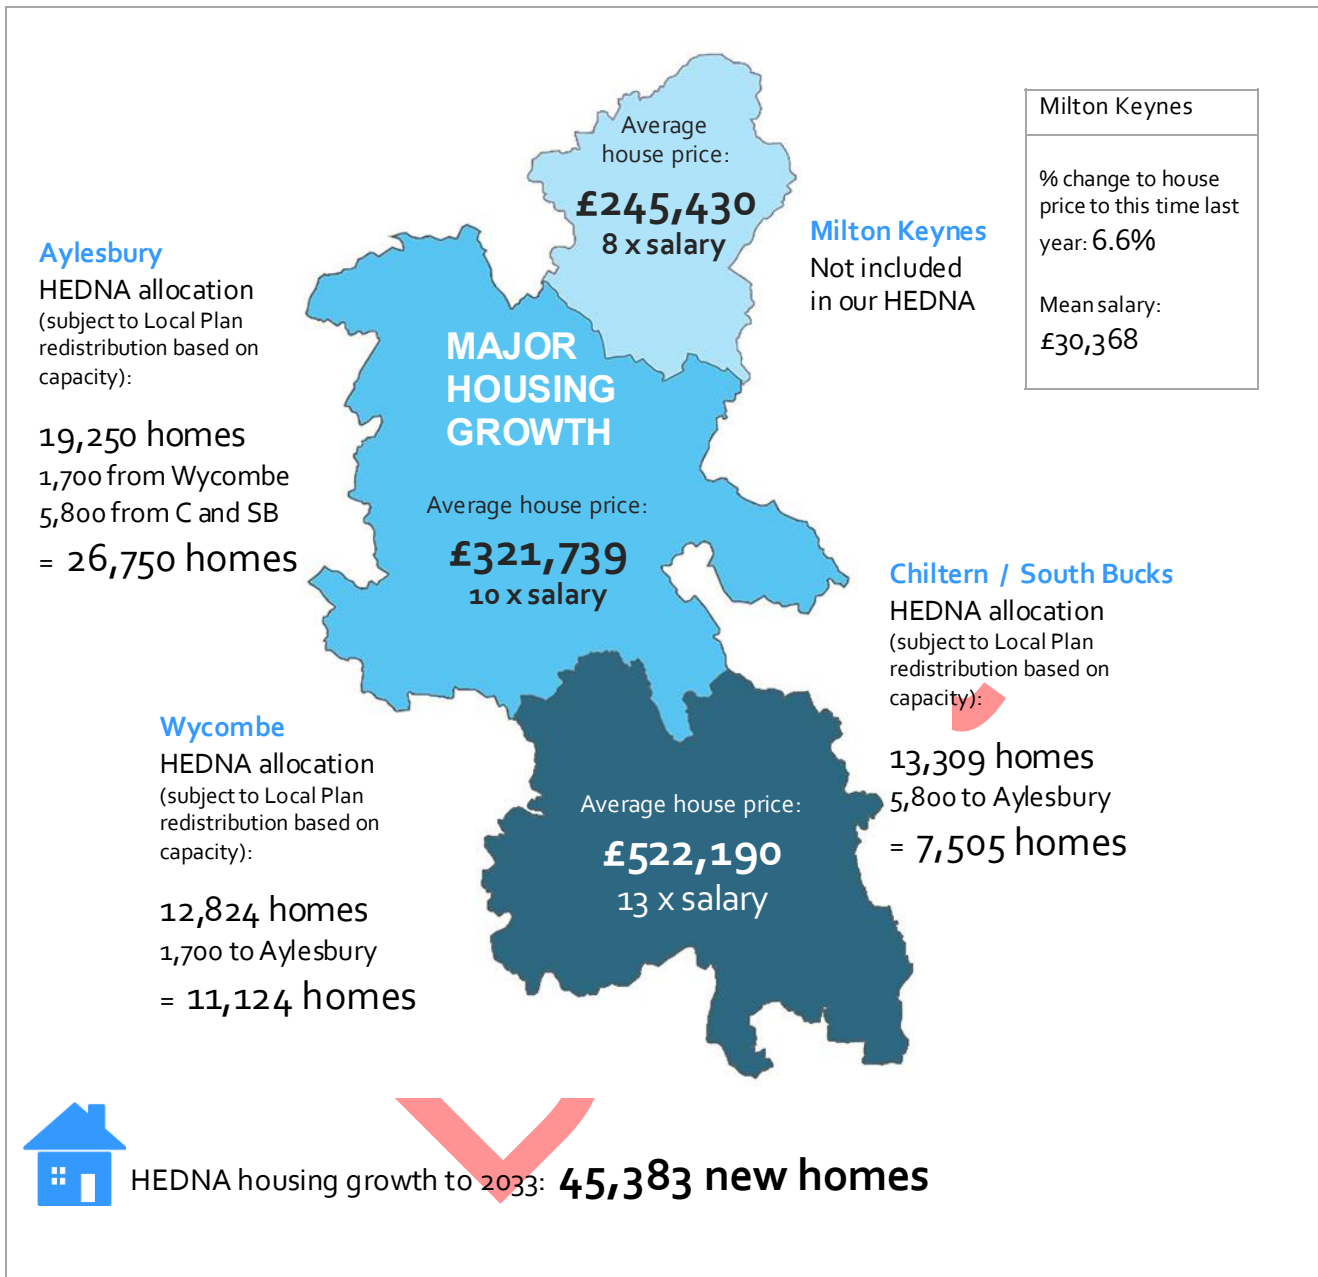 Average
house price:
£245,430
8 x salary
Milton Keynes
% change to house
price to this time last
year: 6.6%
Mean salary:
£30,368
Milton Keynes
Not included
in our HEDNA
Aylesbury
HEDNA allocation
(subject to Local Plan
redistribution based on
capacity):
19,250 homes
1,700 from Wycombe
5,800 from C and SB
= 26,750 homes
MAJOR
HOUSING
GROWTH
Average house price:
£321,739
10 x salary
Chiltern / South Bucks
HEDNA allocation
(subject to Local Plan
redistribution based on
capacity):
13,309 homes
5,800 to Aylesbury
= 7,505 homes
Wycombe
HEDNA allocation
(subject to Local Plan
redistribution based on
capacity):
12,824 homes
1,700 to Aylesbury
= 11,124 homes
Average house price:
£522,190
13 x salary
HEDNA housing growth to 2033: 45,383 new homes